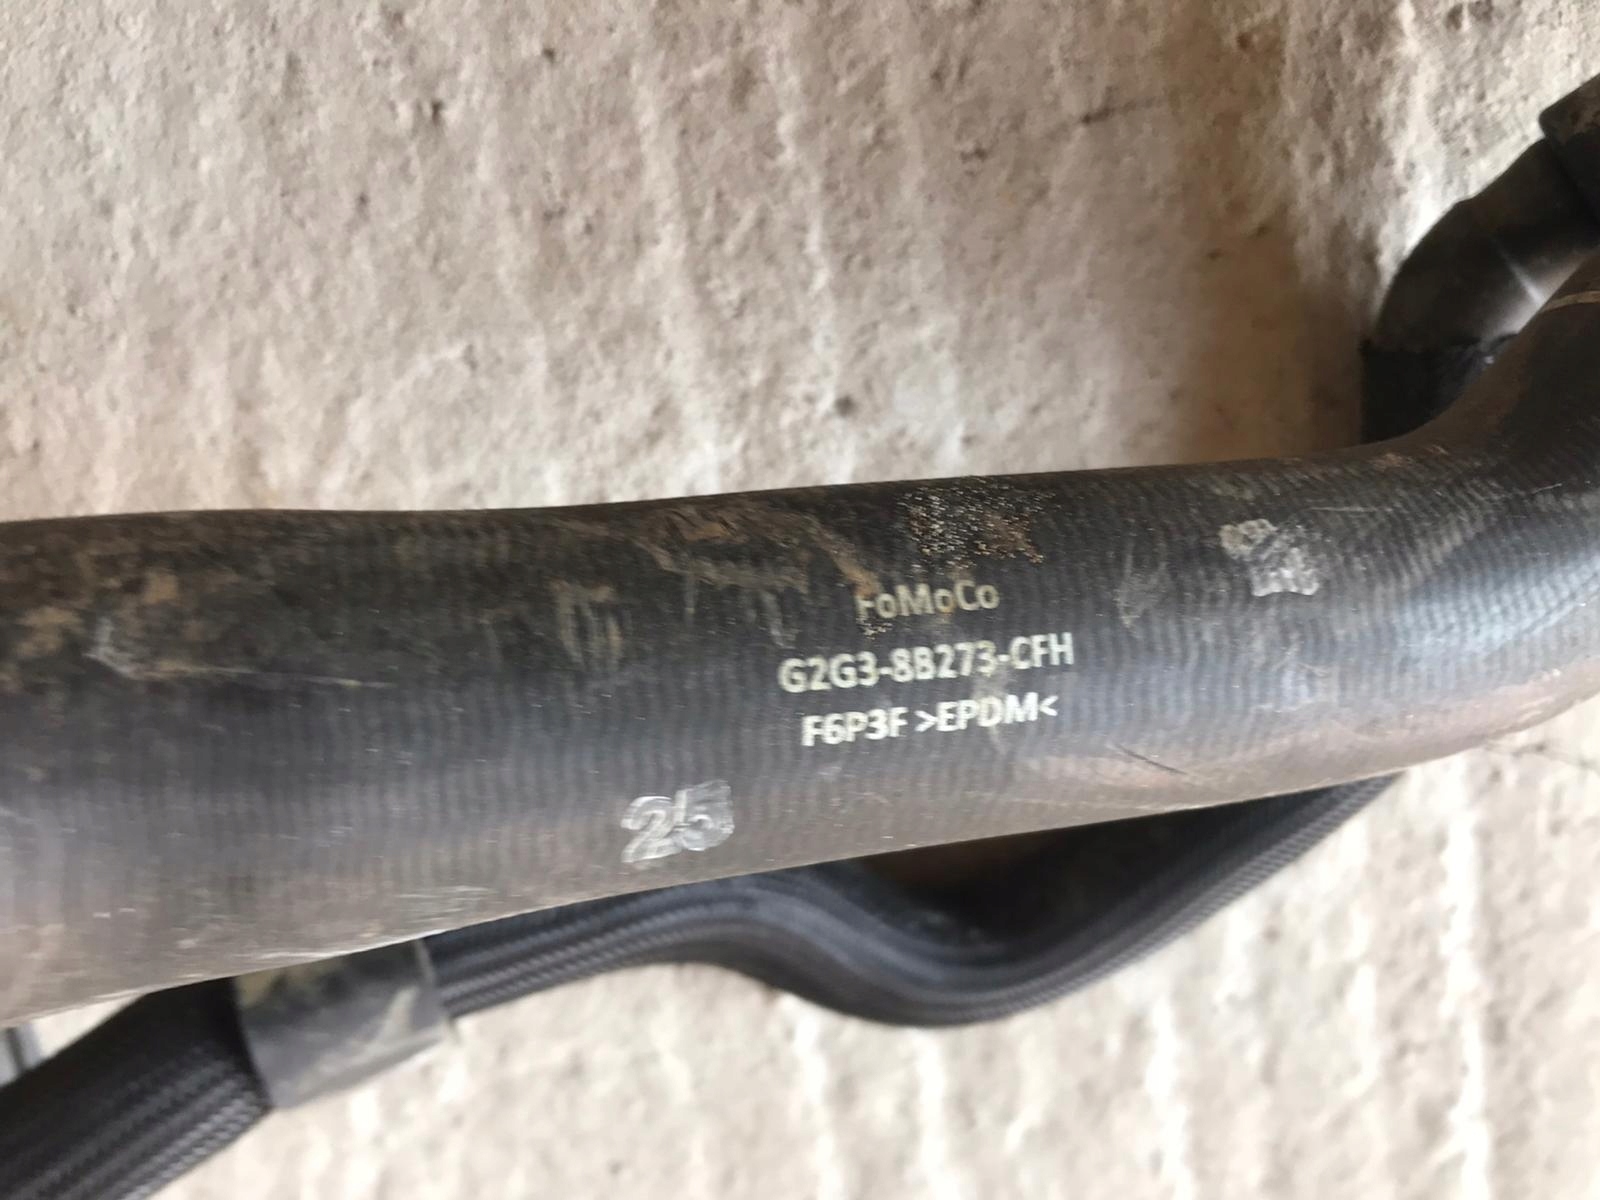 FoMoCo
G2G3-8B273-CFH
F6P3F >EPDM<
25